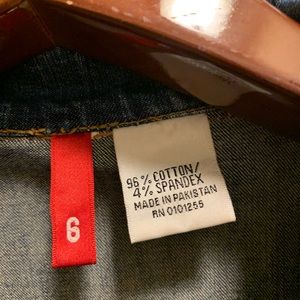 6
96% COTTON/
4% SPANDEX
MADE IN PAKISTAN
RN 0101255